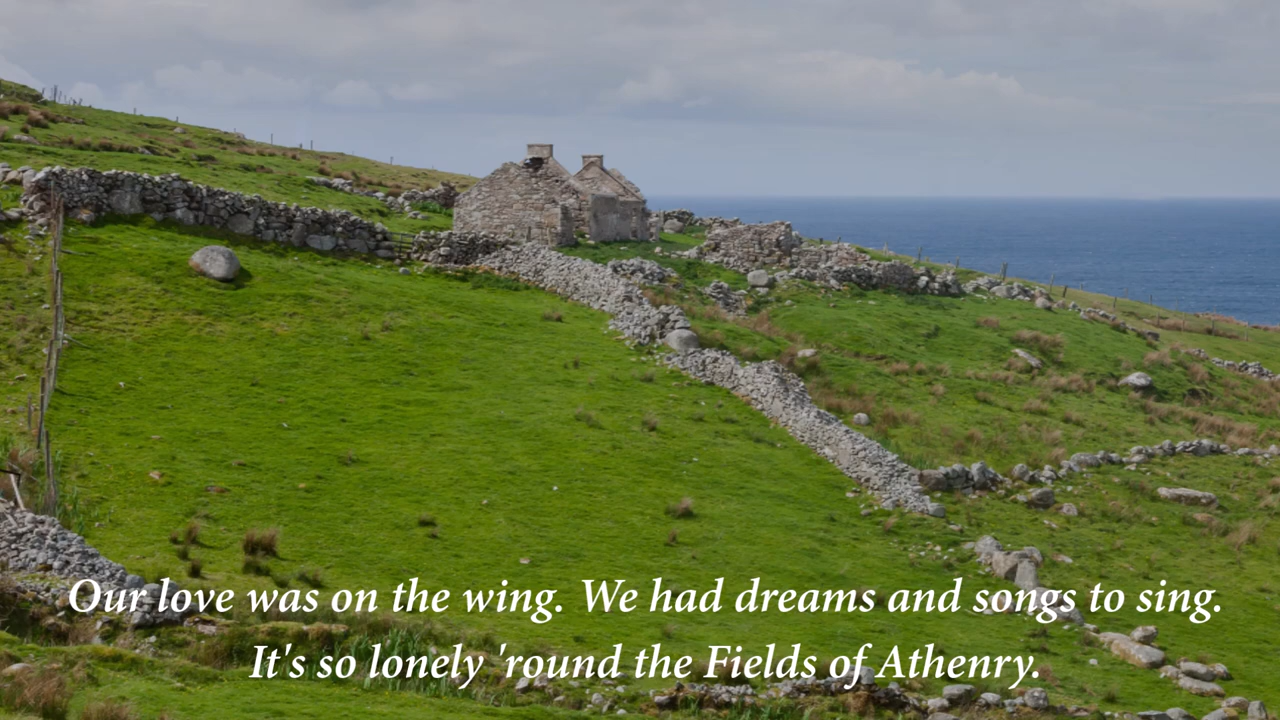 Our love was on the wing. We had dreams and songs to sing.
It's so lonely 'round the Fields of Athenry.